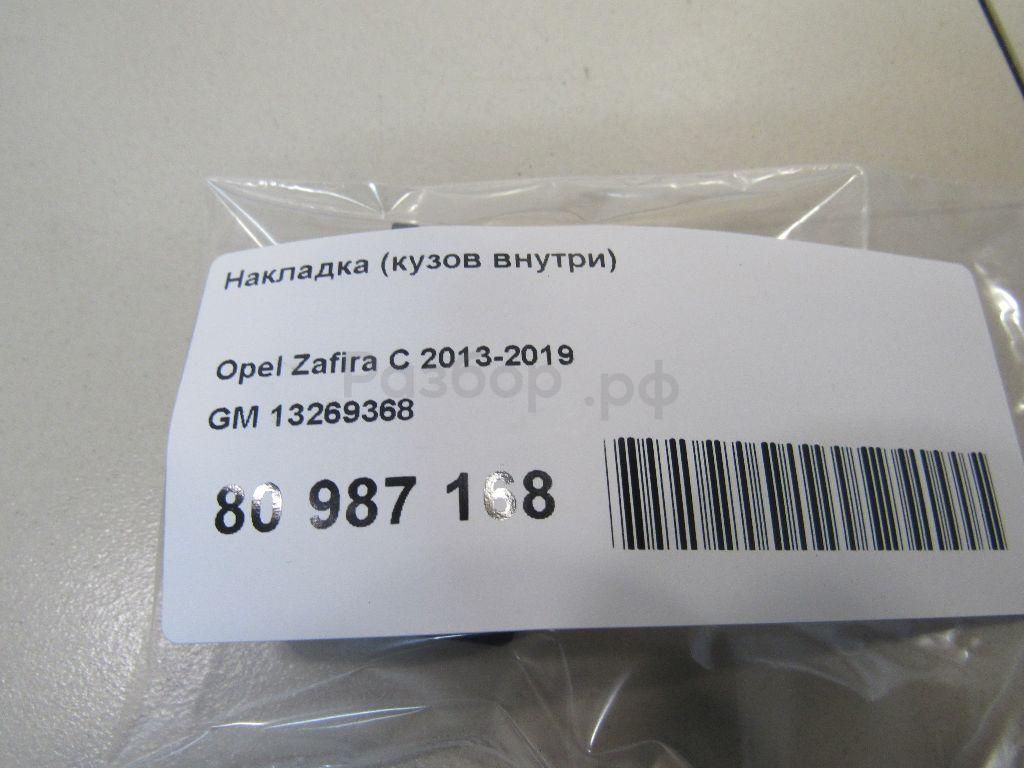 Накладка (кузов внутри)
Opel Zafira C 2013-2019
Разбор.рф
GM 13269368
80 987 168